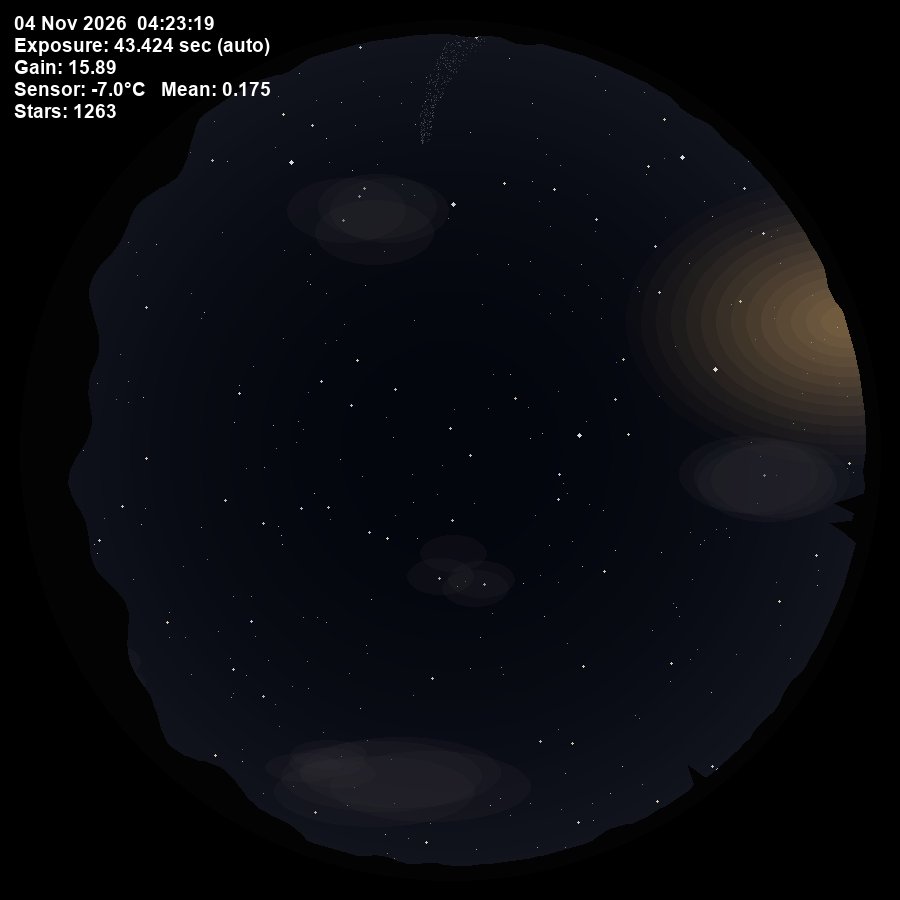 04 Nov 2026  04:23:19
Exposure: 43.424 sec (auto)
Gain: 15.89
Sensor: -7.0°C   Mean: 0.175
Stars: 1263